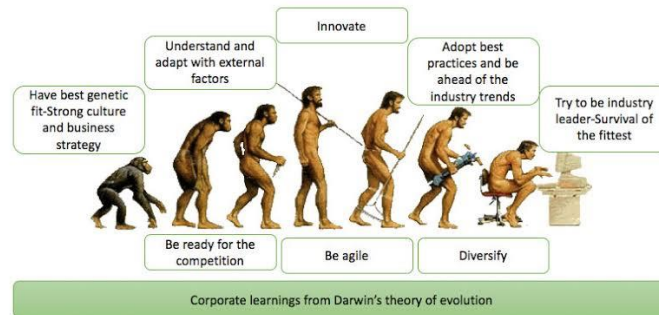 Innovate
Understand and
adapt with external
factors
Adopt best
practices and be
ahead of the
industry trends
Have best genetic
fit-Strong culture
and business
strategy
Try to be industry
leader-Survival of
the fittest
Be ready for the
competition
Be agile
Diversify
Corporate learnings from Darwin's theory of evolution